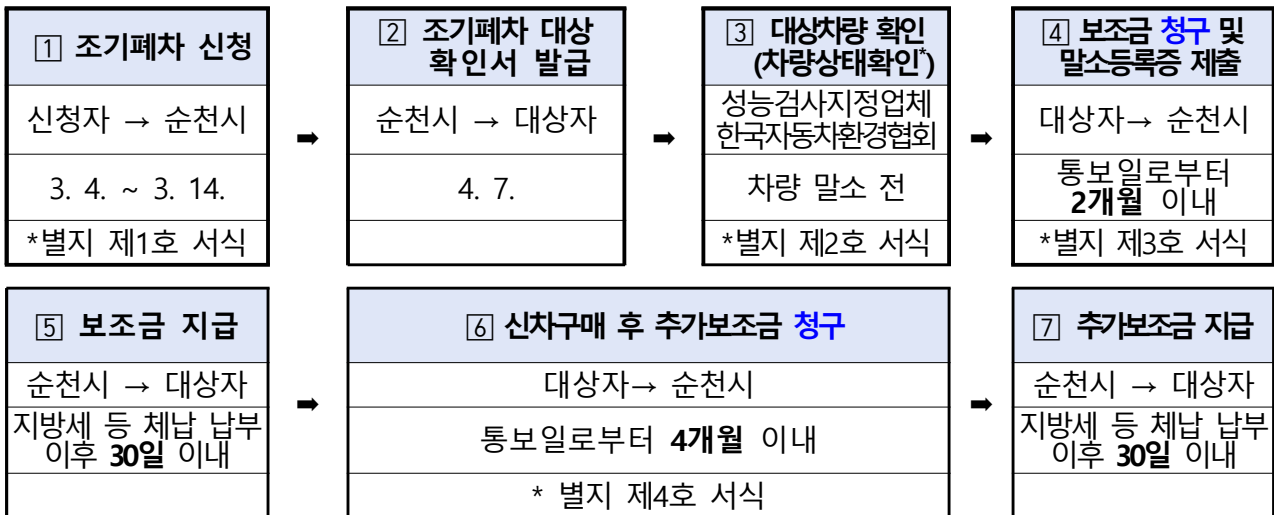 1 조기폐차 신청
신청자 → 순천시
3. 4. ~ 3. 14.
*별지 제1호 서식
➡
2 조기폐차 대상
확인서 발급
순천시 → 대상자
4. 7.
➡
3 대상차량 확인
(차량상태확인*)
성능검사지정업체
한국자동차환경협회
차량 말소 전
*별지 제2호 서식
➡
4 보조금 청구 및
말소등록증 제출
대상자→ 순천시
통보일로부터
2개월 이내
*별지 제3호 서식
5 보조금 지급
순천시 → 대상자
지방세 등 체납 납부
이후 30일 이내
➡
6 신차구매 후 추가보조금 청구
대상자→ 순천시
통보일로부터 4개월 이내
* 별지 제4호 서식
➡
7 추가보조금 지급
순천시 → 대상자
지방세 등 체납 납부
이후 30일 이내